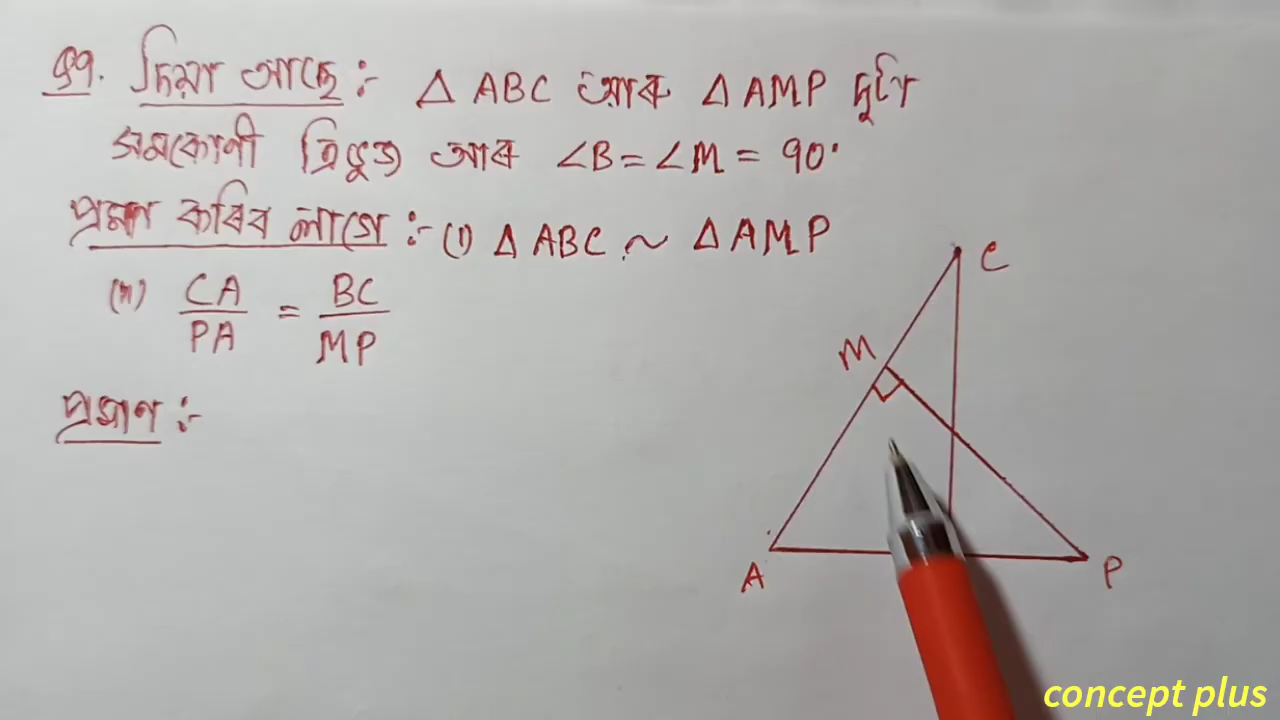 Q9. দিয়া আছে :- △ ABC আৰু △ AMP দুটা
সমকোণী ত্ৰিভুজ আৰু ∠B = ∠M = 90°
প্ৰমাণ কৰিব লাগে :- (i) △ ABC ~ △ AMP
(ii) CA/PA = BC/MP
প্ৰমাণ :-
C
M
A
P
concept plus